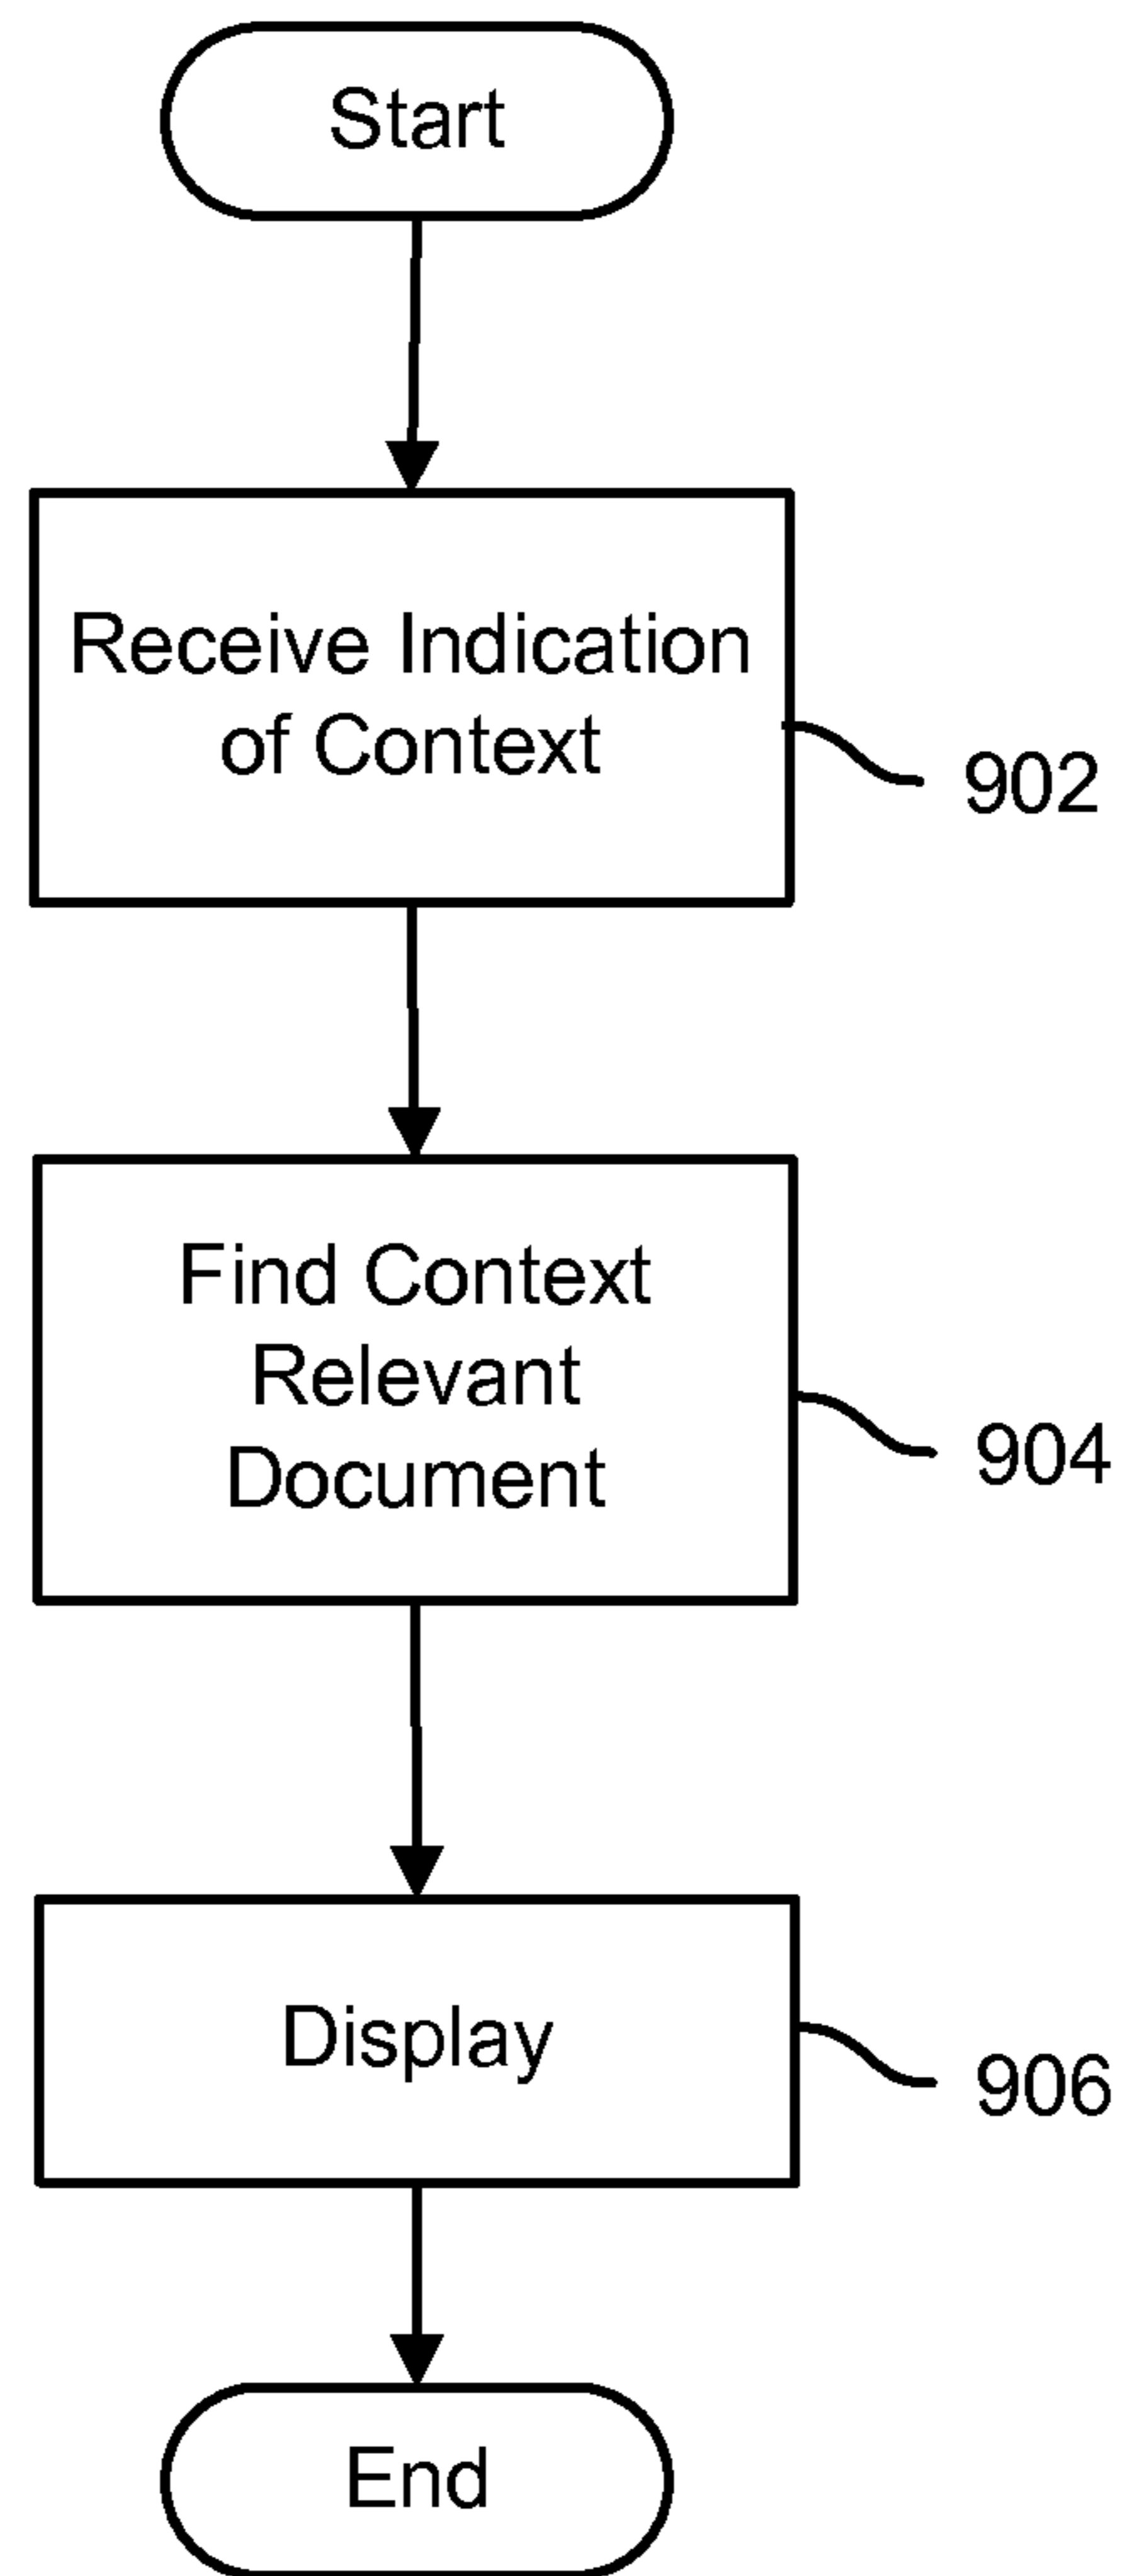 Start
Receive Indication
of Context
902
Find Context
Relevant
Document
904
Display
906
End